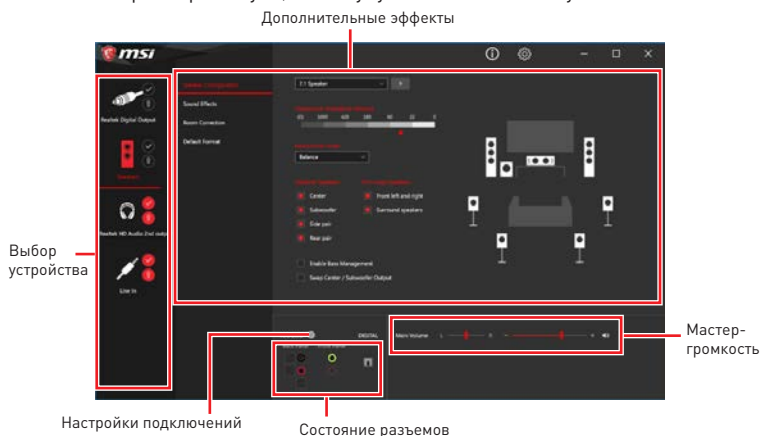 Дополнительные эффекты
msi
Realtek Digital Output
Speakers
Realtek HD Audio 2nd outp
Line In
Speaker Configuration
Sound Effects
Room Correction
Default Format
7.1 Speaker
Balance
Center
Subwoofer
Side pair
Rear pair
Front left and right
Surround speakers
Enable Bass Management
Swap Center / Subwoofer Output
DIGITAL
Main Volume
L
R
Выбор
устройства
Мастер-
громкость
Настройки подключений
Состояние разъемов